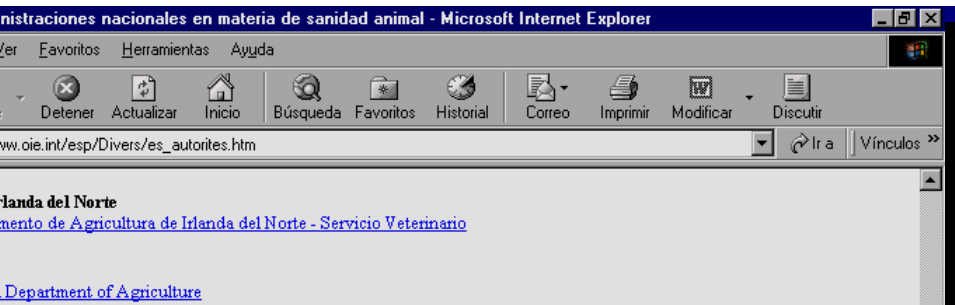 nistraciones nacionales en materia de sanidad animal - Microsoft Internet Explorer
Ver Favoritos Herramientas Ayuda
Detener Actualizar Inicio Búsqueda Favoritos Historial Correo Imprimir Modificar Discutir
ww.oie.int/esp/Divers/es_autorites.htm Ir a Vínculos »
rlanda del Norte
mento de Agricultura de Irlanda del Norte - Servicio Veterinario
Department of Agriculture